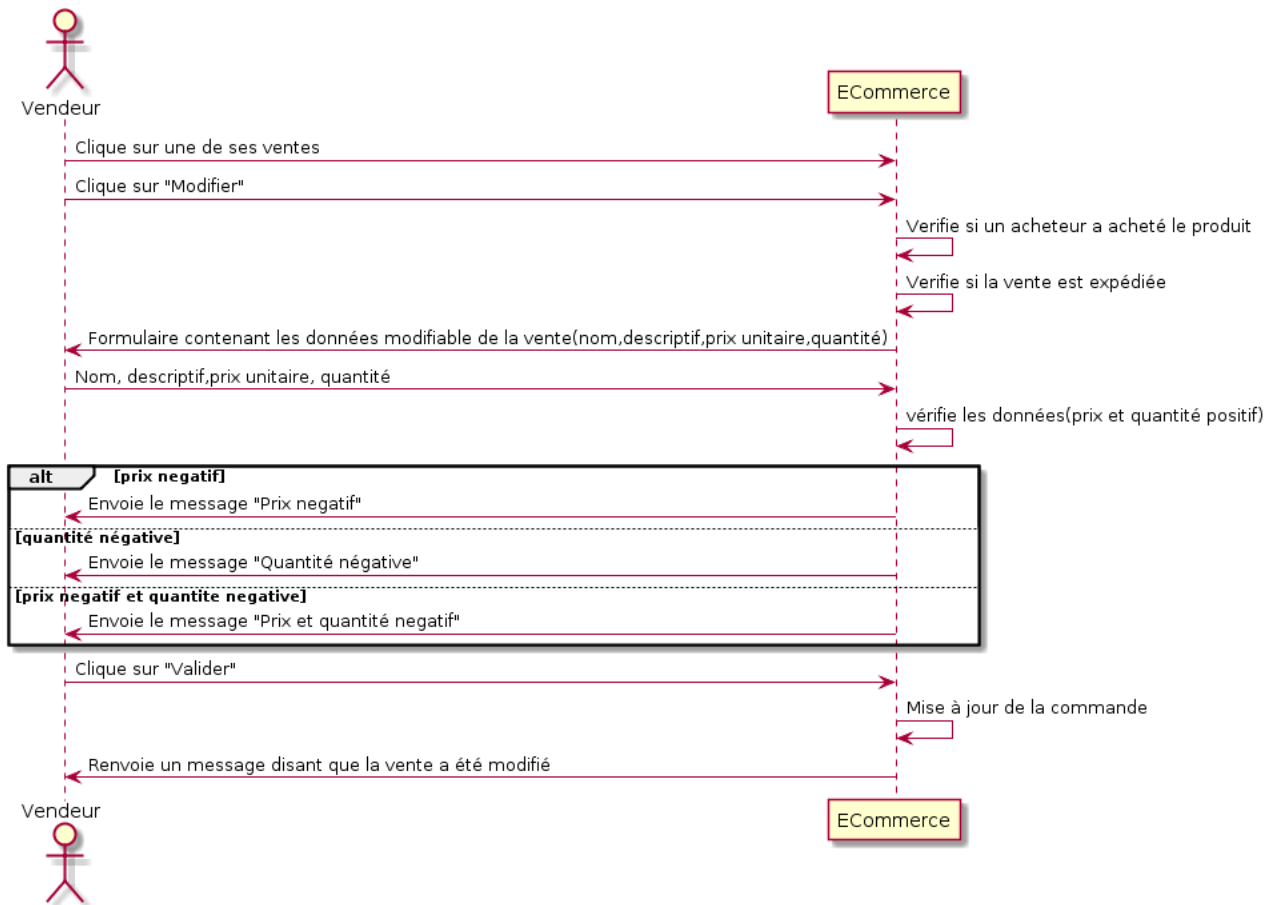 Vendeur
ECommerce
Clique sur une de ses ventes
Clique sur "Modifier"
Verifie si un acheteur a acheté le produit
Verifie si la vente est expédiée
Formulaire contenant les données modifiable de la vente(nom,descriptif,prix unitaire,quantité)
Nom, descriptif,prix unitaire, quantité
vérifie les données(prix et quantité positif)
alt [prix negatif]
Envoie le message "Prix negatif"
[quantité négative]
Envoie le message "Quantité négative"
[prix negatif et quantite negative]
Envoie le message "Prix et quantité negatif"
Clique sur "Valider"
Mise à jour de la commande
Renvoie un message disant que la vente a été modifié
Vendeur
ECommerce